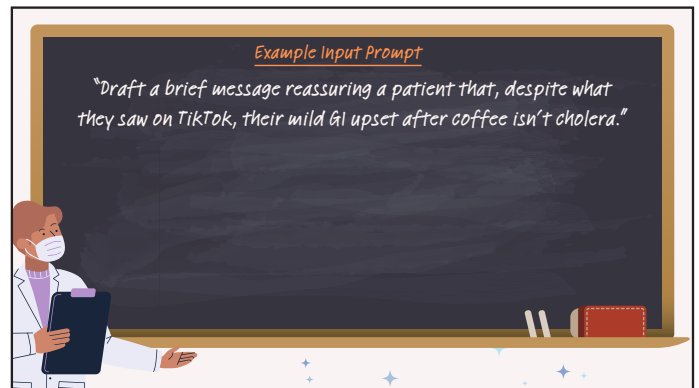 Example Input Prompt
"Draft a brief message reassuring a patient that, despite what
they saw on TikTok, their mild GI upset after coffee isn't cholera."